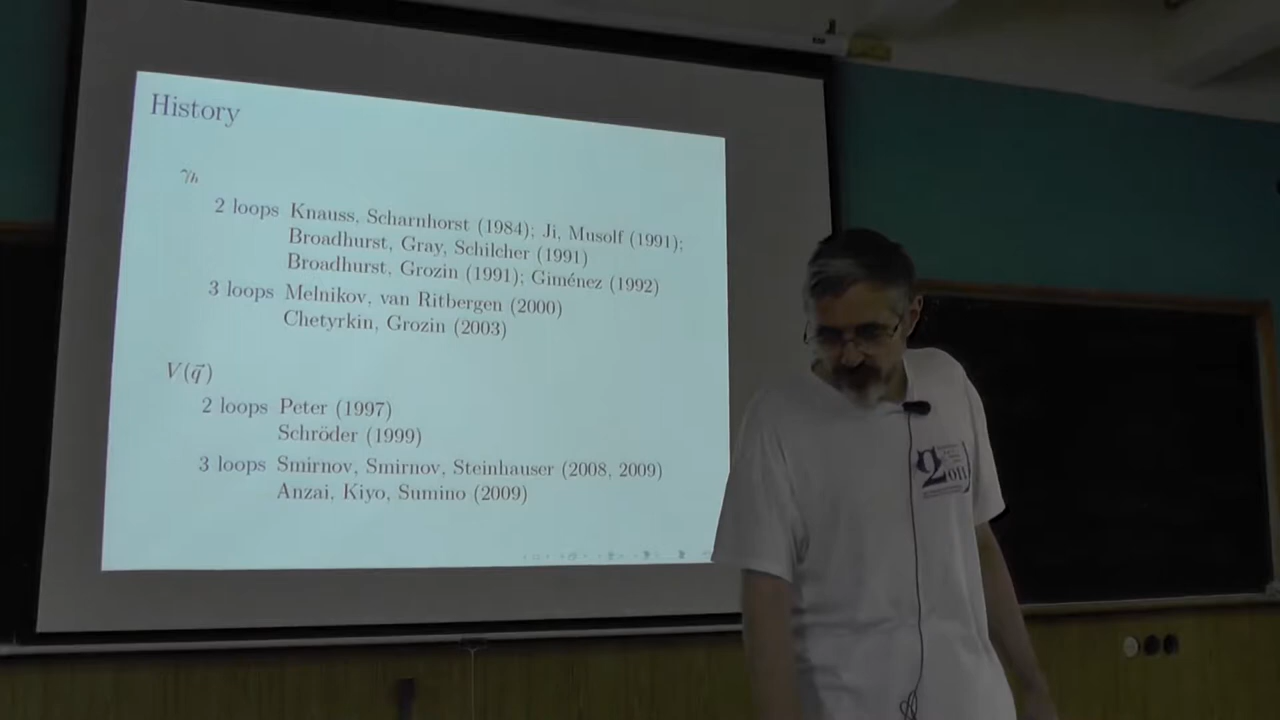 History
γh
2 loops Knauss, Scharnhorst (1984); Ji, Musolf (1991);
Broadhurst, Gray, Schilcher (1991)
Broadhurst, Grozin (1991); Giménez (1992)
3 loops Melnikov, van Ritbergen (2000)
Chetyrkin, Grozin (2003)
V(q⃗)
2 loops Peter (1997)
Schröder (1999)
3 loops Smirnov, Smirnov, Steinhauser (2008, 2009)
Anzai, Kiyo, Sumino (2009)
2011